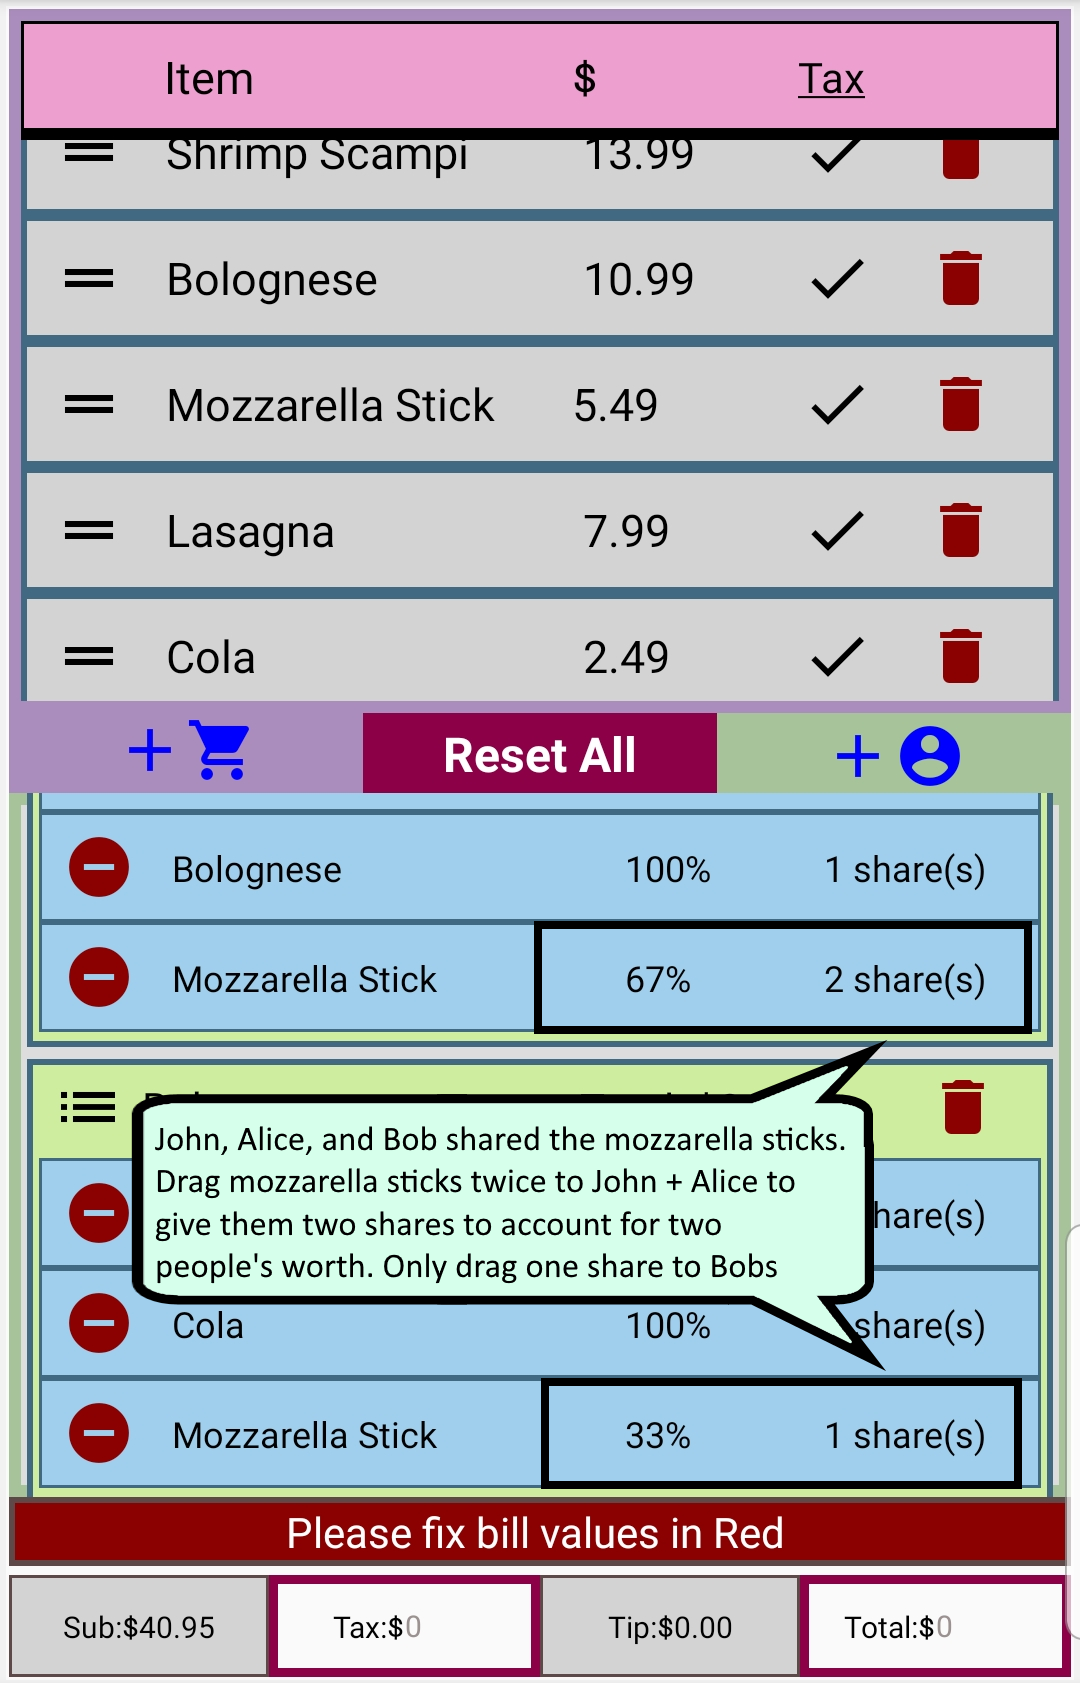 Item $ Tax
Shrimp Scampi 13.99
Bolognese 10.99
Mozzarella Stick 5.49
Lasagna 7.99
Cola 2.49
+ Reset All +
Bolognese 100% 1 share(s)
Mozzarella Stick 67% 2 share(s)
John, Alice, and Bob shared the mozzarella sticks.
Drag mozzarella sticks twice to John + Alice to
give them two shares to account for two
people's worth. Only drag one share to Bobs
hare(s)
Cola 100% share(s)
Mozzarella Stick 33% 1 share(s)
Please fix bill values in Red
Sub:$40.95 Tax:$0 Tip:$0.00 Total:$0